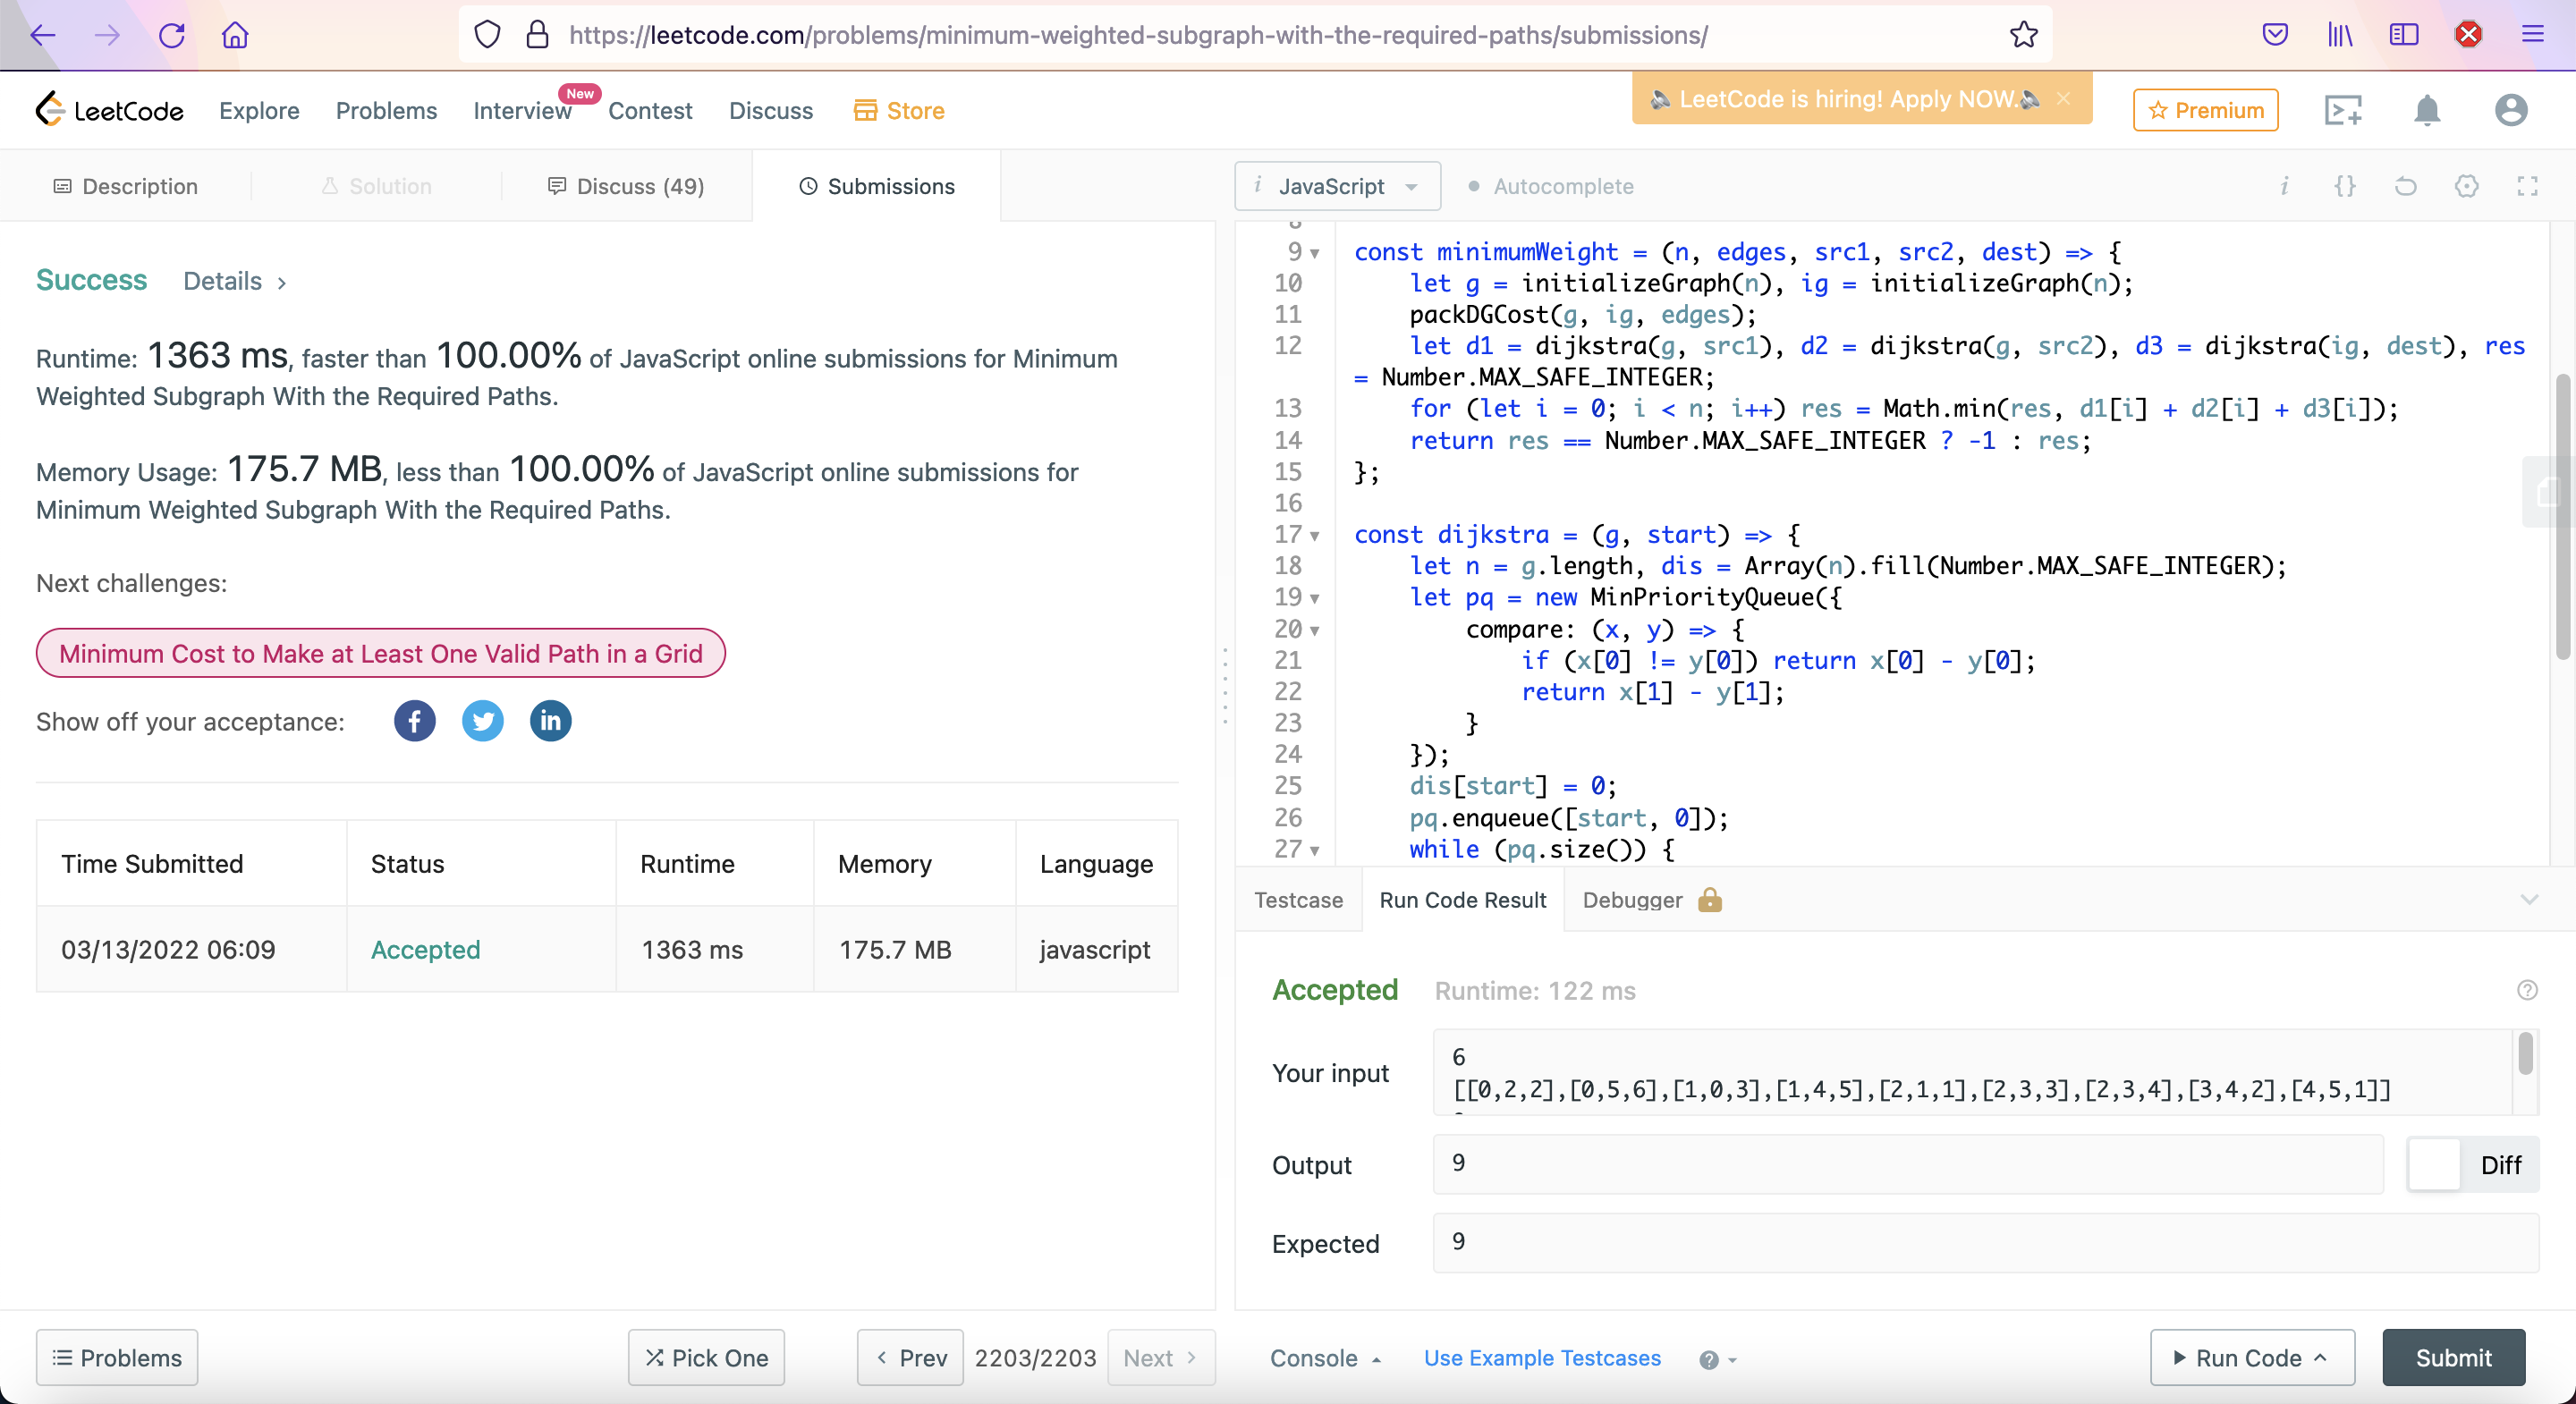 https://leetcode.com/problems/minimum-weighted-subgraph-with-the-required-paths/submissions/
LeetCode Explore Problems Interview New Contest Discuss Store LeetCode is hiring! Apply NOW. Premium
Description Solution Discuss (49) Submissions
Success Details
Runtime: 1363 ms, faster than 100.00% of JavaScript online submissions for Minimum
Weighted Subgraph With the Required Paths.
Memory Usage: 175.7 MB, less than 100.00% of JavaScript online submissions for
Minimum Weighted Subgraph With the Required Paths.
Next challenges:
Minimum Cost to Make at Least One Valid Path in a Grid
Show off your acceptance:
Time Submitted Status Runtime Memory Language
03/13/2022 06:09 Accepted 1363 ms 175.7 MB javascript
i JavaScript Autocomplete i {}
8
9 const minimumWeight = (n, edges, src1, src2, dest) => {
10 let g = initializeGraph(n), ig = initializeGraph(n);
11 packDGCost(g, ig, edges);
12 let d1 = dijkstra(g, src1), d2 = dijkstra(g, src2), d3 = dijkstra(ig, dest), res
= Number.MAX_SAFE_INTEGER;
13 for (let i = 0; i < n; i++) res = Math.min(res, d1[i] + d2[i] + d3[i]);
14 return res == Number.MAX_SAFE_INTEGER ? -1 : res;
15 };
16
17 const dijkstra = (g, start) => {
18 let n = g.length, dis = Array(n).fill(Number.MAX_SAFE_INTEGER);
19 let pq = new MinPriorityQueue({
20 compare: (x, y) => {
21 if (x[0] != y[0]) return x[0] - y[0];
22 return x[1] - y[1];
23 }
24 });
25 dis[start] = 0;
26 pq.enqueue([start, 0]);
27 while (pq.size()) {
Testcase Run Code Result Debugger
Accepted Runtime: 122 ms
Your input
6
[[0,2,2],[0,5,6],[1,0,3],[1,4,5],[2,1,1],[2,3,3],[2,3,4],[3,4,2],[4,5,1]]
Output 9 Diff
Expected 9
Problems Pick One Prev 2203/2203 Next Console Use Example Testcases Run Code Submit